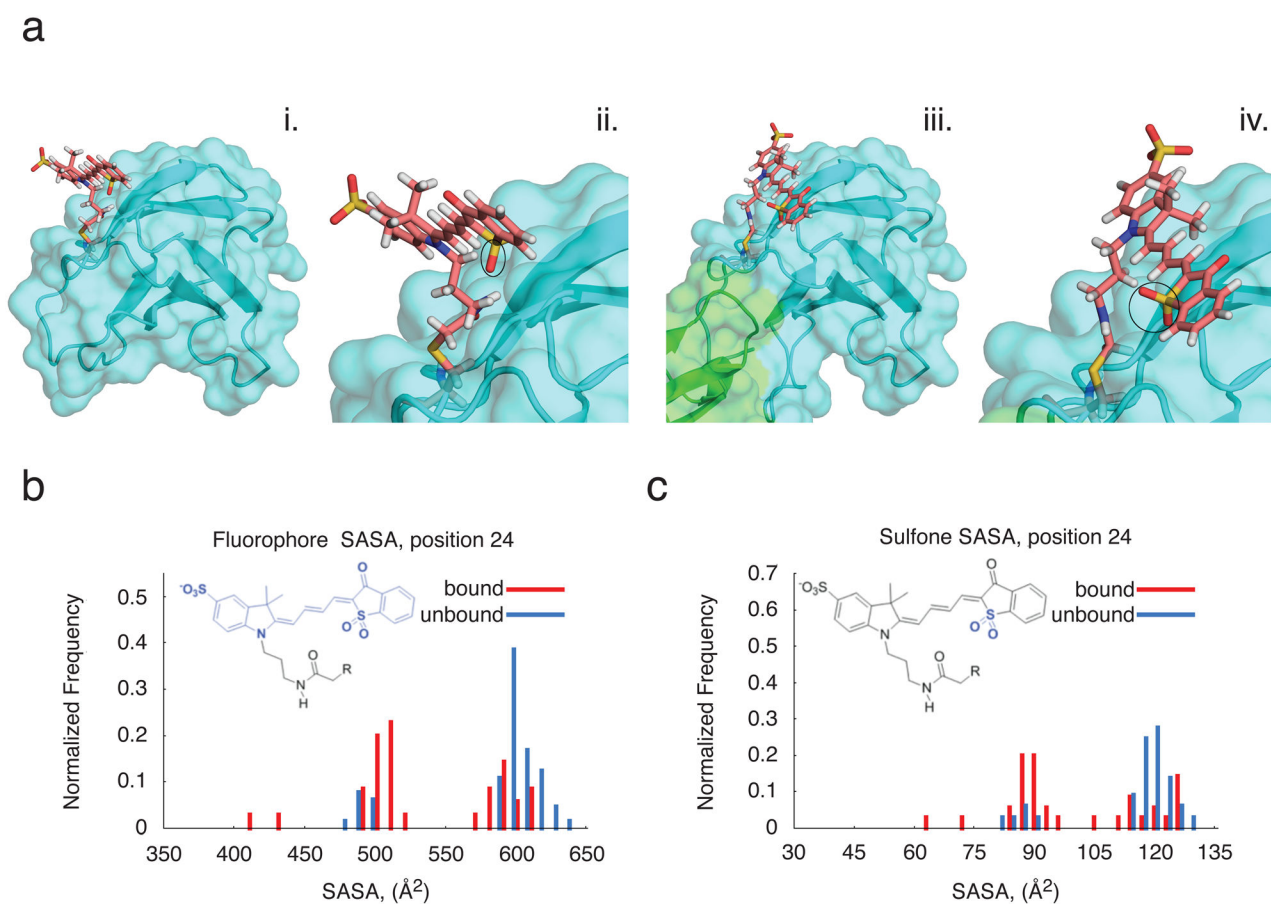 a
i.
ii.
iii.
iv.
b
Fluorophore SASA, position 24
bound
unbound
⁻O₃S
O
S
O
O
N
O
N
H
R
Normalized Frequency
0.5
0.4
0.3
0.2
0.1
0
350 400 450 500 550 600 650
SASA, (Å²)
c
Sulfone SASA, position 24
bound
unbound
⁻O₃S
O
S
O
O
N
O
N
H
R
Normalized Frequency
0.7
0.6
0.5
0.4
0.3
0.2
0.1
0
30 45 60 75 90 105 120 135
SASA, (Å²)